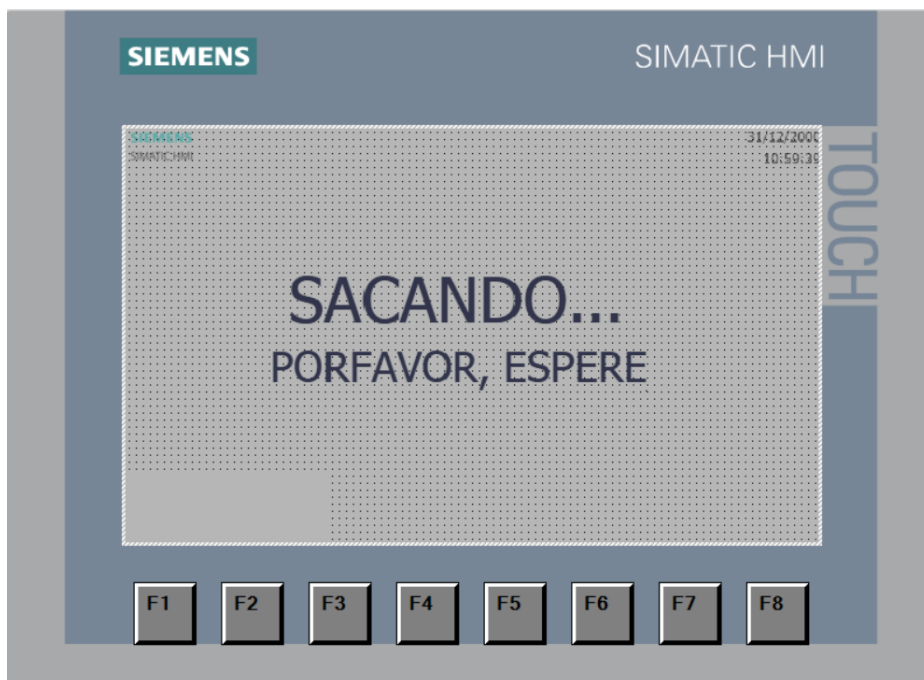 SIEMENS
SIMATIC HMI
SIEMENS
SIMATIC HMI
31/12/2000
10:59:39
TOUCH
SACANDO...
PORFAVOR, ESPERE
F1 F2 F3 F4 F5 F6 F7 F8